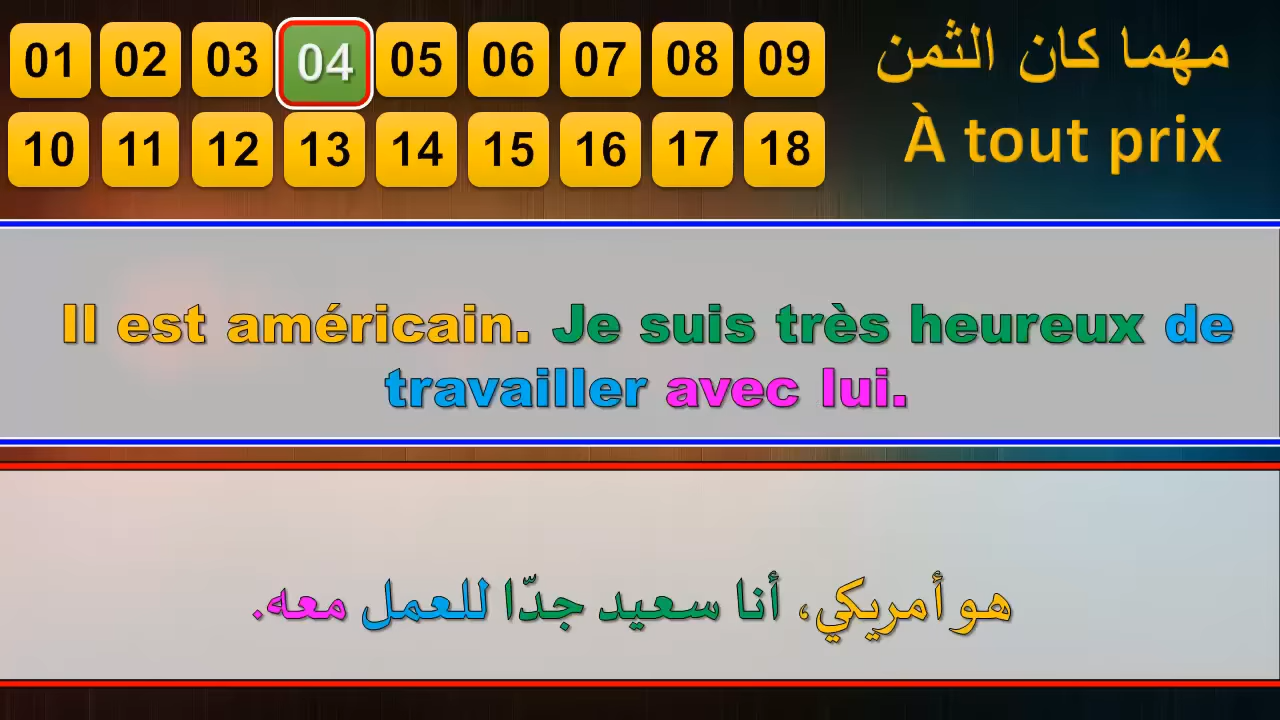 01 02 03 04 05 06 07 08 09
10 11 12 13 14 15 16 17 18
مهما كان الثمن
À tout prix
Il est américain. Je suis très heureux de
travailler avec lui.
هو أمريكي، أنا سعيد جدّا للعمل معه.